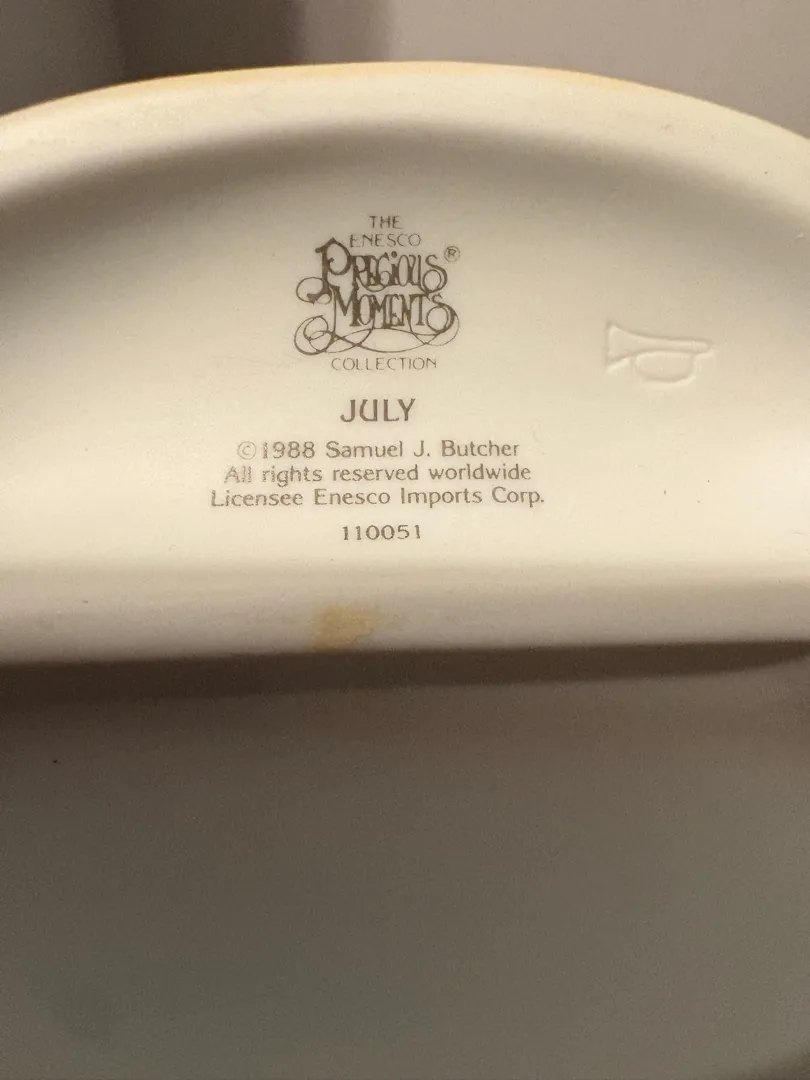 THE
ENESCO
PRECIOUS®
MOMENTS
COLLECTION
JULY
©1988 Samuel J. Butcher
All rights reserved worldwide
Licensee Enesco Imports Corp.
110051